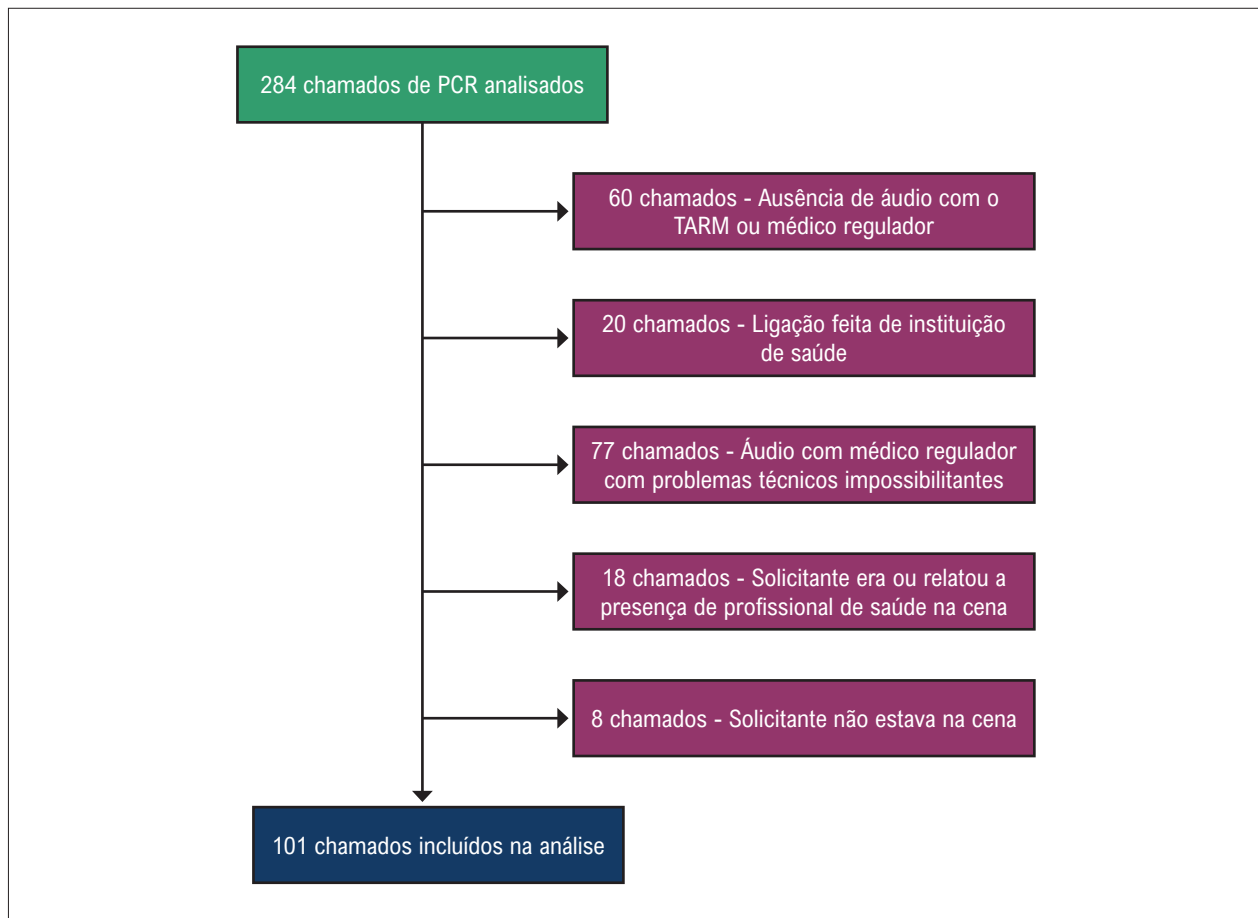 284 chamados de PCR analisados
60 chamados - Ausência de áudio com o
TARM ou médico regulador
20 chamados - Ligação feita de instituição
de saúde
77 chamados - Áudio com médico regulador
com problemas técnicos impossibilitantes
18 chamados - Solicitante era ou relatou a
presença de profissional de saúde na cena
8 chamados - Solicitante não estava na cena
101 chamados incluídos na análise